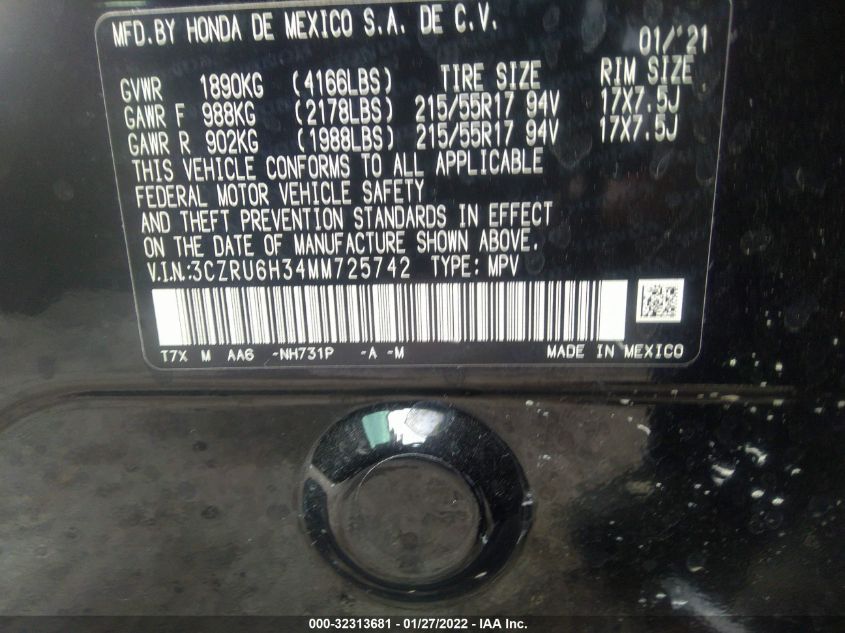 MFD.BY HONDA DE MEXICO S.A. DE C.V.
01/'21
GVWR 1890KG (4166LBS) TIRE SIZE RIM SIZE
GAWR F 988KG (2178LBS) 215/55R17 94V 17X7.5J
GAWR R 902KG (1988LBS) 215/55R17 94V 17X7.5J
THIS VEHICLE CONFORMS TO ALL APPLICABLE
FEDERAL MOTOR VEHICLE SAFETY
AND THEFT PREVENTION STANDARDS IN EFFECT
ON THE DATE OF MANUFACTURE SHOWN ABOVE.
V.I.N.:3CZRU6H34MM725742 TYPE: MPV
T7X M AA6 -NH731P -A -M MADE IN MEXICO
000-32313681 - 01/27/2022 - IAA Inc.